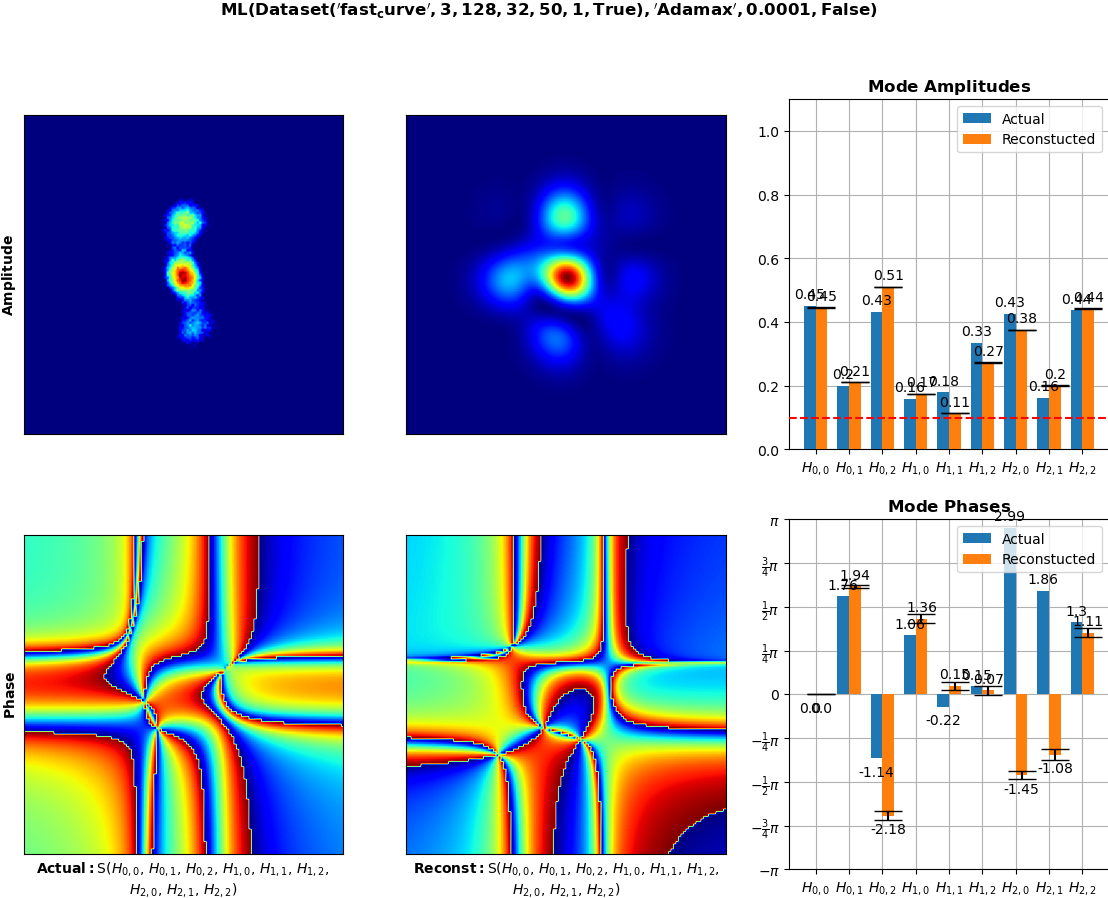 ML(Dataset('fast_curve', 3, 128, 32, 50, 1, True), 'Adamax', 0.0001, False)
Amplitude
Mode Amplitudes
Actual
Reconstucted
1.0
0.8
0.6
0.4
0.2
0.0
0.45 0.45 0.2 0.21 0.43 0.51 0.16 0.17 0.18 0.11 0.33 0.27 0.43 0.38 0.16 0.2 0.44 0.44
H0,0 H0,1 H0,2 H1,0 H1,1 H1,2 H2,0 H2,1 H2,2
Phase
Mode Phases
Actual
Reconstucted
π
3/4π
1/2π
1/4π
0
−1/4π
−1/2π
−3/4π
−π
0.0 0.0 1.76 1.94 -1.14 -2.18 1.06 1.36 -0.22 0.15 0.15 0.07 2.99 -1.45 1.86 -1.08 1.3 1.11
H0,0 H0,1 H0,2 H1,0 H1,1 H1,2 H2,0 H2,1 H2,2
Actual: S(H0,0, H0,1, H0,2, H1,0, H1,1, H1,2,
H2,0, H2,1, H2,2)
Reconst: S(H0,0, H0,1, H0,2, H1,0, H1,1, H1,2,
H2,0, H2,1, H2,2)